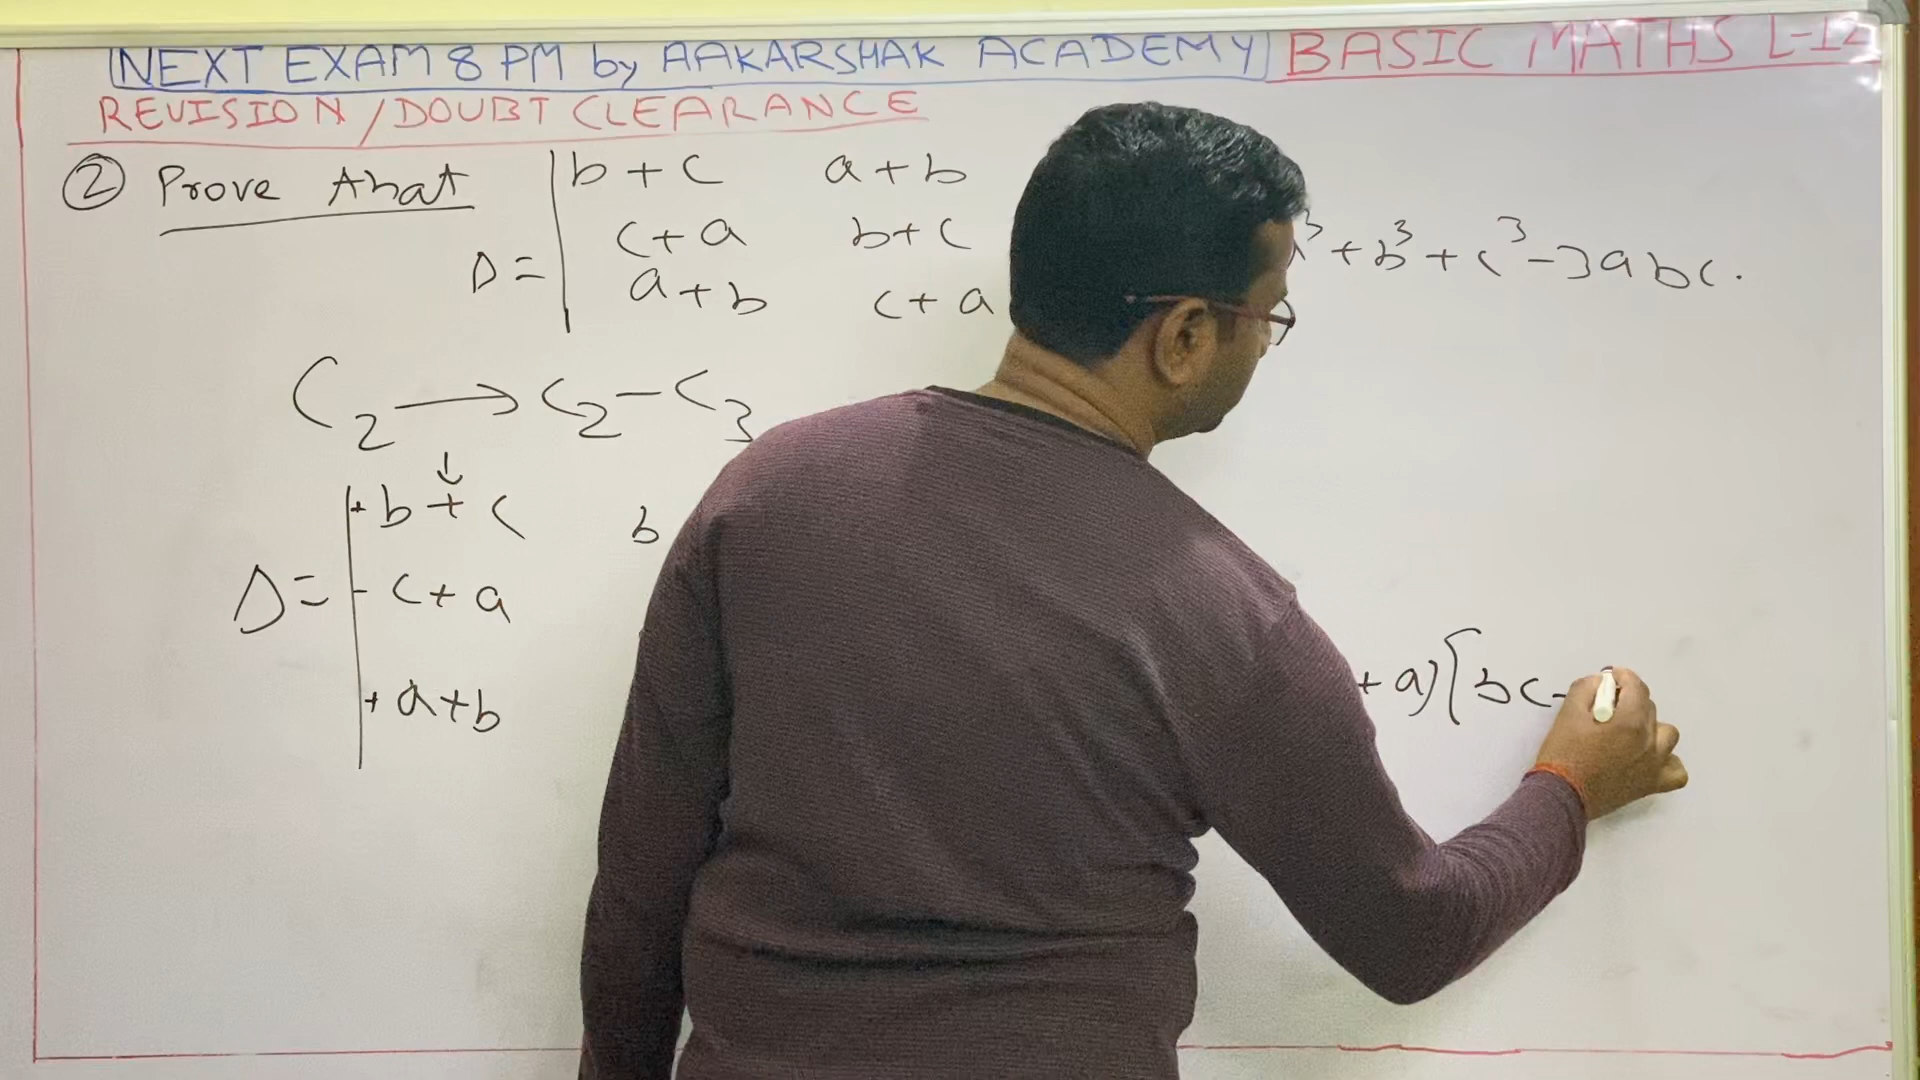 NEXT EXAM 8 PM by AAKARSHAK ACADEMY BASIC MATHS L-12
REVISION / DOUBT CLEARANCE
② Prove that
b + c a + b
c + a b + c
Δ =
a + b c + a
³ + b³ + c³ - 3abc.
C₂ → C₂ - C₃
↓
+ b + c b
Δ = - c + a
+ a) [bc -
+ a + b